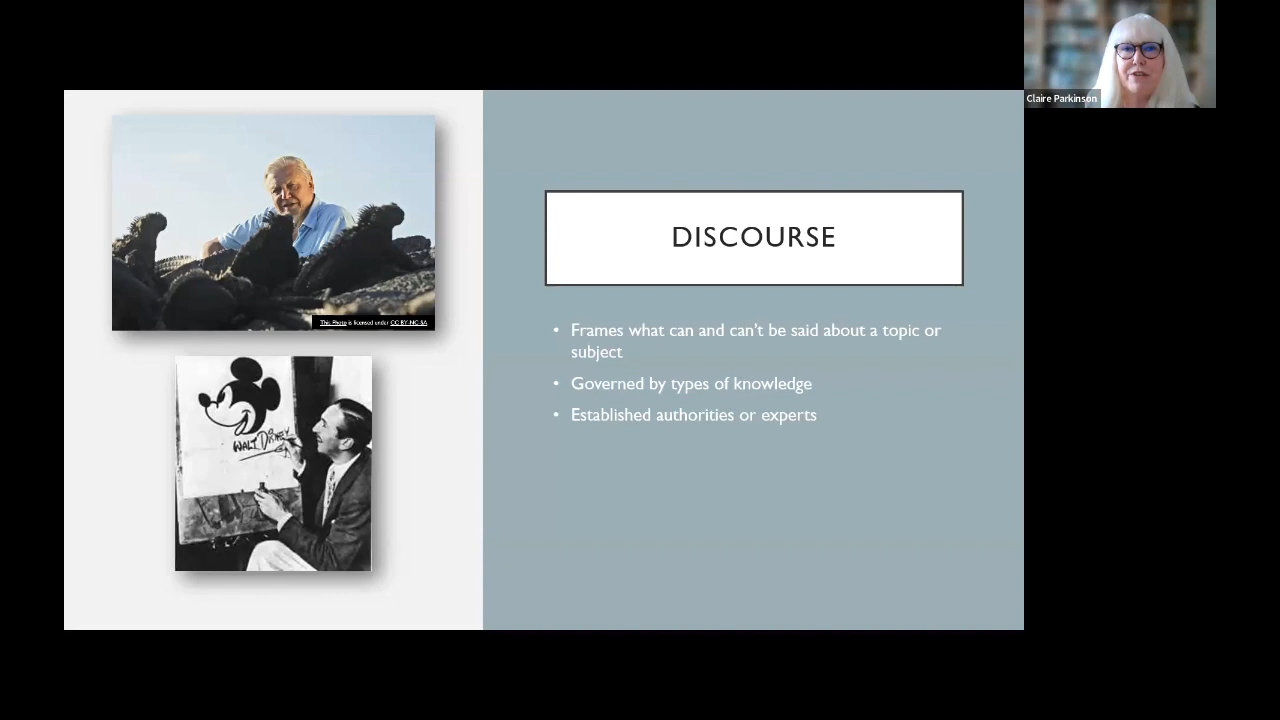 Claire Parkinson
DISCOURSE
This Photo is licensed under CC BY-NC-SA
WALT DISNEY
• Frames what can and can't be said about a topic or
subject
• Governed by types of knowledge
• Established authorities or experts